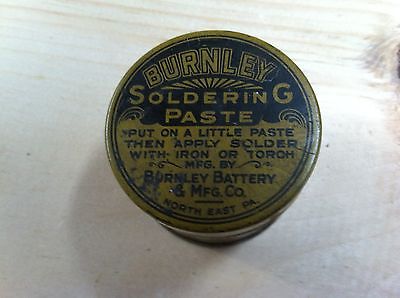 BURNLEY
SOLDERING
PASTE
PUT ON A LITTLE PASTE
THEN APPLY SOLDER
WITH IRON OR TORCH
MFG. BY
BURNLEY BATTERY
& MFG. CO.
NORTH EAST PA.